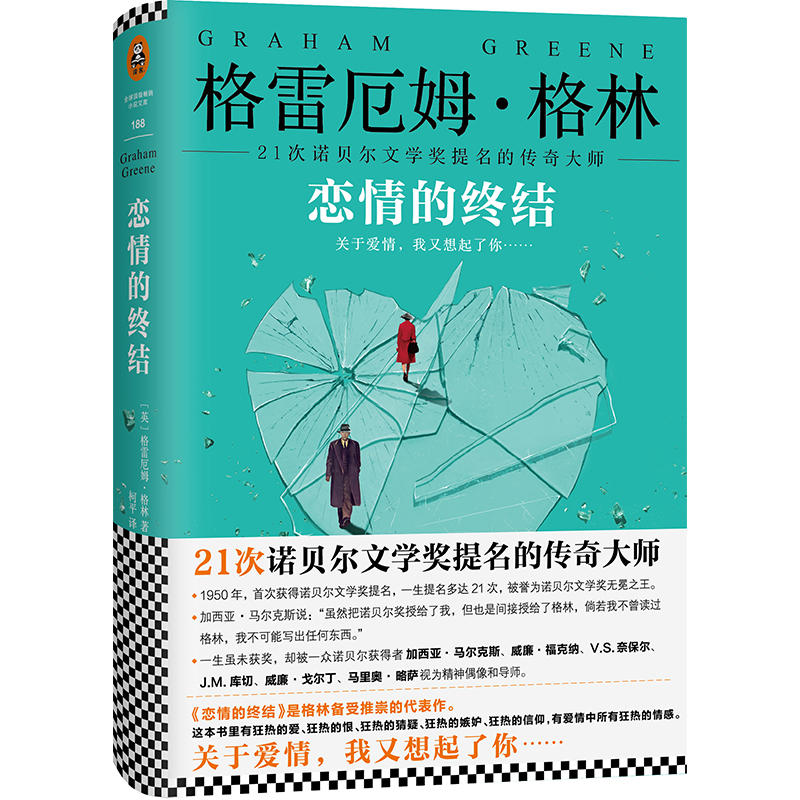 读客
全球顶级畅销
小说文库
188
Graham
Greene
恋情的终结
[英]格雷厄姆·格林 著
柯平 译
GRAHAM GREENE
格雷厄姆·格林
21次诺贝尔文学奖提名的传奇大师
恋情的终结
关于爱情，我又想起了你……
21次诺贝尔文学奖提名的传奇大师
1950年，首次获得诺贝尔文学奖提名，一生提名多达21次，被誉为诺贝尔文学奖无冕之王。
加西亚·马尔克斯说：“虽然把诺贝尔奖授给了我，但也是间接授给了格林，倘若我不曾读过
格林，我不可能写出任何东西。”
一生虽未获奖，却被一众诺贝尔获得者加西亚·马尔克斯、威廉·福克纳、V.S.奈保尔、
J.M.库切、威廉·戈尔丁、马里奥·略萨视为精神偶像和导师。
《恋情的终结》是格林备受推崇的代表作。
这本书里有狂热的爱、狂热的恨、狂热的猜疑、狂热的嫉妒、狂热的信仰，有爱情中所有狂热的情感。
关于爱情，我又想起了你……